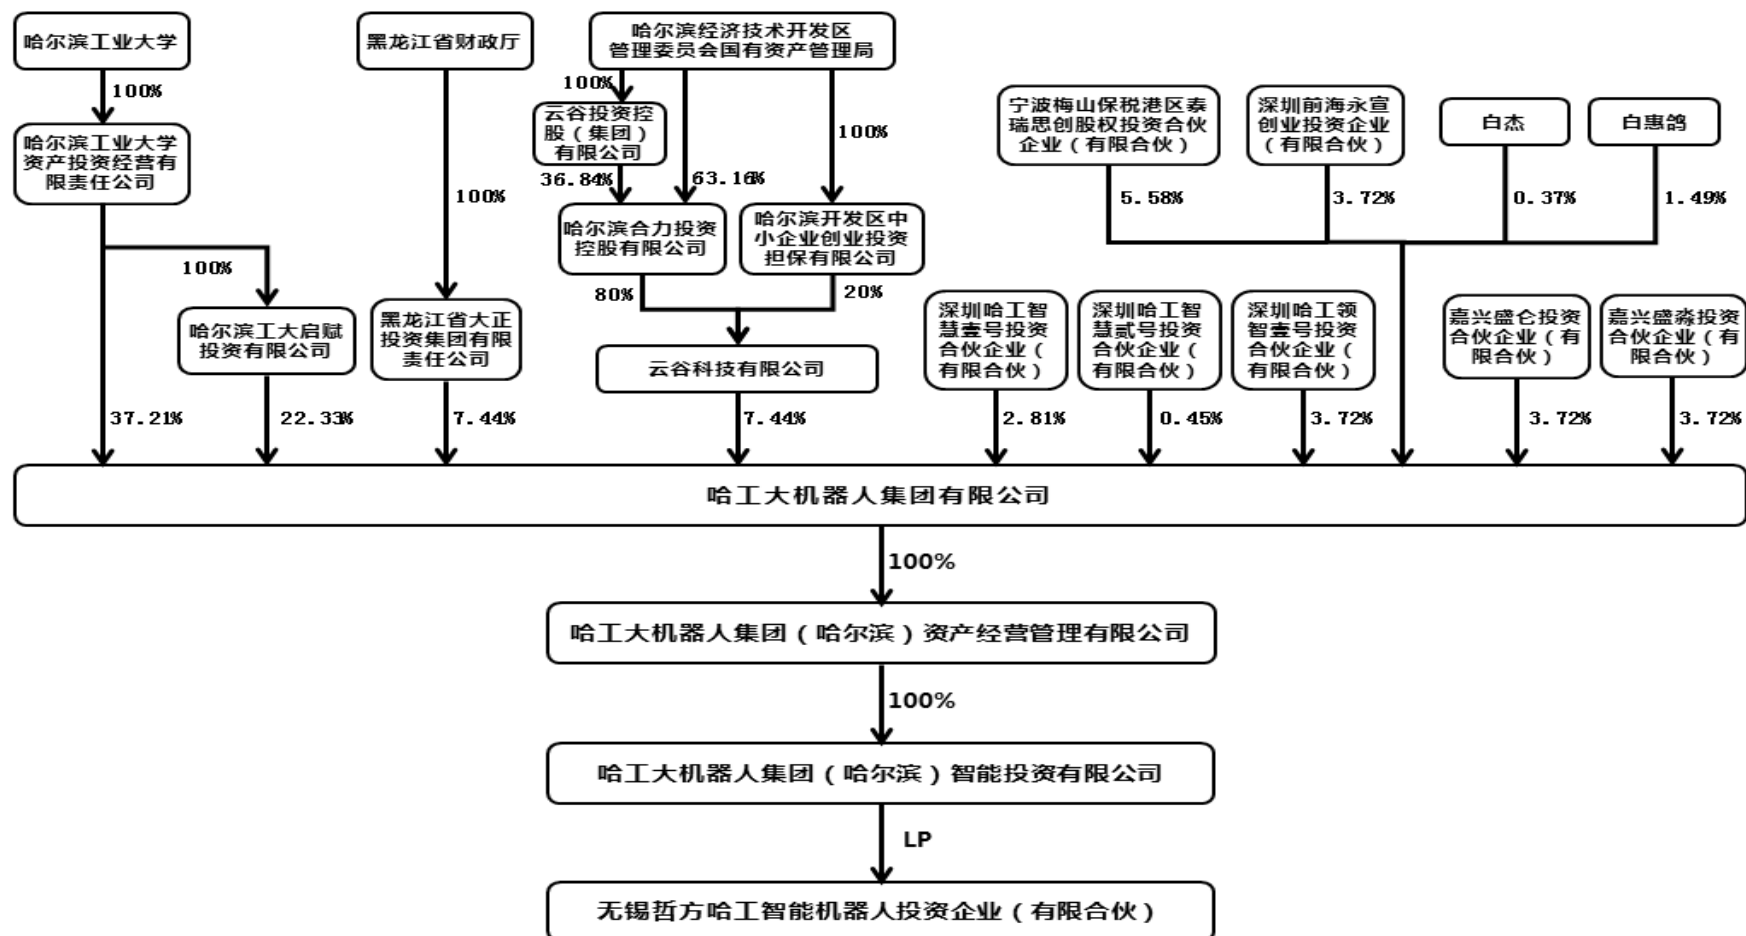 哈尔滨工业大学
黑龙江省财政厅
哈尔滨经济技术开发区
管理委员会国有资产管理局
100%
100%
云谷投资控
股（集团）
有限公司
宁波梅山保税港区泰
瑞思创股权投资合伙
企业（有限合伙）
深圳前海永宣
创业投资企业
（有限合伙）
白杰
白惠鸽
哈尔滨工业大学
资产投资经营有
限责任公司
100%
36.84%
63.16%
100%
5.58%
3.72%
0.37%
1.49%
哈尔滨合力投资
控股有限公司
哈尔滨开发区中
小企业创业投资
担保有限公司
100%
80%
20%
哈尔滨工大启赋
投资有限公司
黑龙江省大正
投资集团有限
责任公司
云谷科技有限公司
深圳哈工智
慧壹号投资
合伙企业（
有限合伙）
深圳哈工智
慧贰号投资
合伙企业（
有限合伙）
深圳哈工领
智壹号投资
合伙企业（
有限合伙）
嘉兴盛仑投资
合伙企业（有
限合伙）
嘉兴盛淼投资
合伙企业（有
限合伙）
37.21%
22.33%
7.44%
7.44%
2.81%
0.45%
3.72%
3.72%
3.72%
哈工大机器人集团有限公司
100%
哈工大机器人集团（哈尔滨）资产经营管理有限公司
100%
哈工大机器人集团（哈尔滨）智能投资有限公司
LP
无锡哲方哈工智能机器人投资企业（有限合伙）